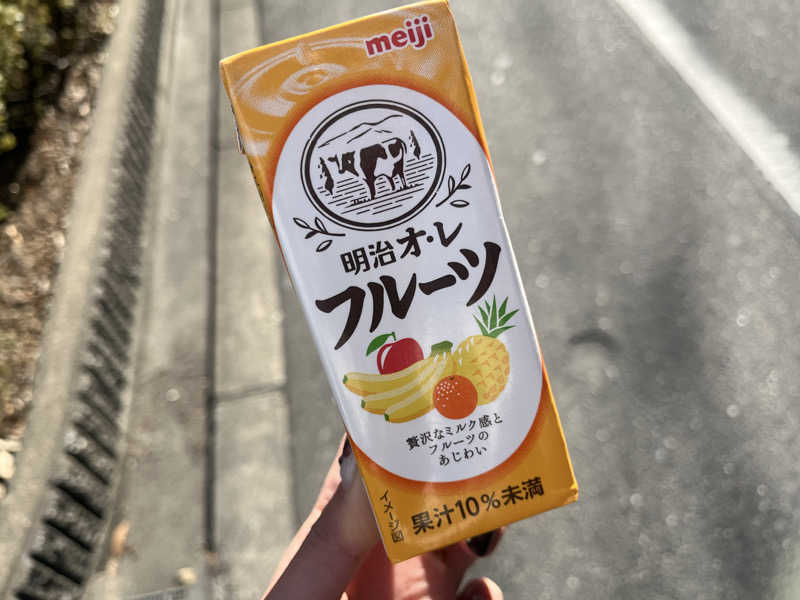 meiji
明治オ・レ
フルーツ
贅沢なミルク感と
フルーツの
あじわい
イメージ図
果汁10%未満